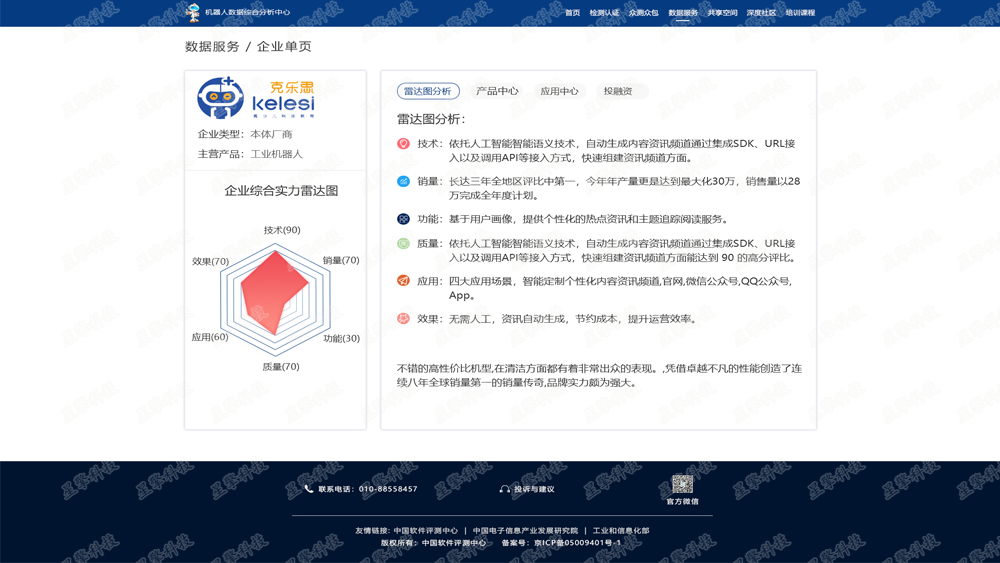 机器人数据综合分析中心
首页 检测认证 众测众包 数据服务 共享空间 深度社区 培训课程
数据服务 / 企业单页
克乐思
kelesi
企业类型：本体厂商
主营产品：工业机器人
企业综合实力雷达图
技术(90)
效果(70)
销量(70)
应用(60)
功能(30)
质量(70)
雷达图分析 产品中心 应用中心 投融资
雷达图分析：
技术：依托人工智能智能语义技术，自动生成内容资讯频道通过集成SDK、URL接
入以及调用API等接入方式，快速组建资讯频道方面。
销量：长达三年全地区评比中第一，今年年产量更是达到最大化30万，销售量以28
万完成全年度计划。
功能：基于用户画像，提供个性化的热点资讯和主题追踪阅读服务。
质量：依托人工智能智能语义技术，自动生成内容资讯频道通过集成SDK、URL接
入以及调用API等接入方式，快速组建资讯频道方面能达到 90 的高分评比。
应用：四大应用场景，智能定制个性化内容资讯频道,官网,微信公众号,QQ公众号,
App。
效果：无需人工，资讯自动生成，节约成本，提升运营效率。
不错的高性价比机型,在清洁方面都有着非常出众的表现。,凭借卓越不凡的性能创造了连
续八年全球销量第一的销量传奇,品牌实力颇为强大。
联系电话：010-88558457
投诉与建议
官方微信
友情链接: 中国软件评测中心 | 中国电子信息产业发展研究院 | 工业和信息化部
版权所有：中国软件评测中心 备案号：京ICP备05009401号-1